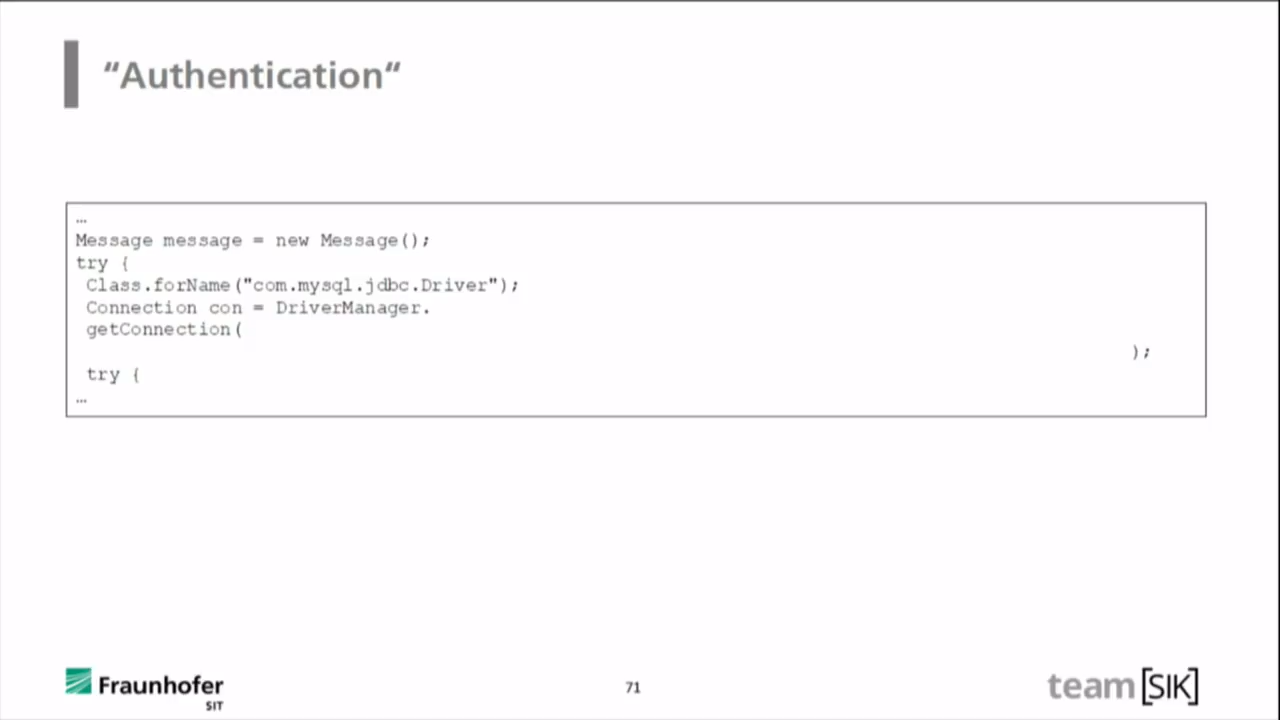 “Authentication“
…
Message message = new Message();
try {
Class.forName("com.mysql.jdbc.Driver");
Connection con = DriverManager.
getConnection(
);
try {
…
Fraunhofer
SIT
71
team[SIK]